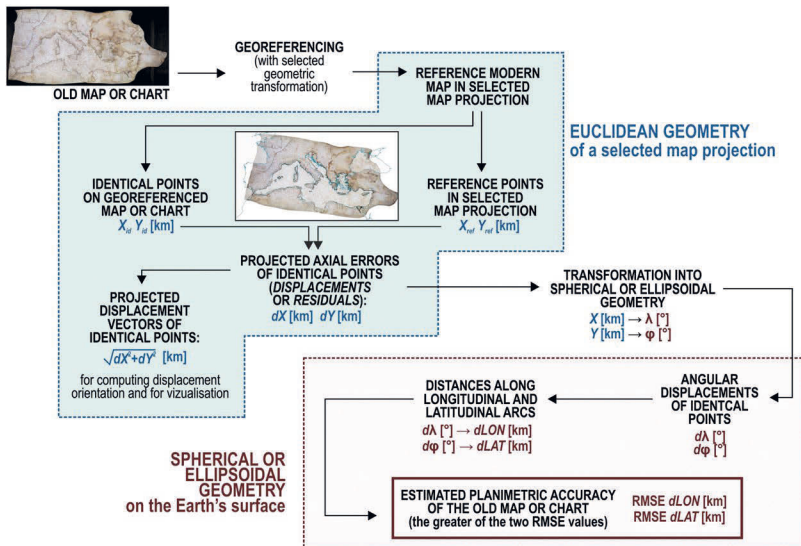 OLD MAP OR CHART
GEOREFERENCING
(with selected
geometric
transformation)
REFERENCE MODERN
MAP IN SELECTED
MAP PROJECTION
EUCLIDEAN GEOMETRY
of a selected map projection
IDENTICAL POINTS
ON GEOREFERENCED
MAP OR CHART
Xid Yid [km]
REFERENCE POINTS
IN SELECTED
MAP PROJECTION
Xref Yref [km]
PROJECTED AXIAL ERRORS
OF IDENTICAL POINTS
(DISPLACEMENTS
OR RESIDUALS):
dX [km] dY [km]
PROJECTED
DISPLACEMENT
VECTORS OF
IDENTICAL POINTS:
√dX²+dY² [km]
for computing displacement
orientation and for vizualisation
TRANSFORMATION INTO
SPHERICAL OR ELLIPSOIDAL
GEOMETRY
X [km] → λ [°]
Y [km] → φ [°]
ANGULAR
DISPLACEMENTS
OF IDENTCAL
POINTS
dλ [°]
dφ [°]
DISTANCES ALONG
LONGITUDINAL AND
LATITUDINAL ARCS
dλ [°] → dLON [km]
dφ [°] → dLAT [km]
SPHERICAL OR
ELLIPSOIDAL
GEOMETRY
on the Earth's surface
ESTIMATED PLANIMETRIC ACCURACY
OF THE OLD MAP OR CHART
(the greater of the two RMSE values)
RMSE dLON [km]
RMSE dLAT [km]